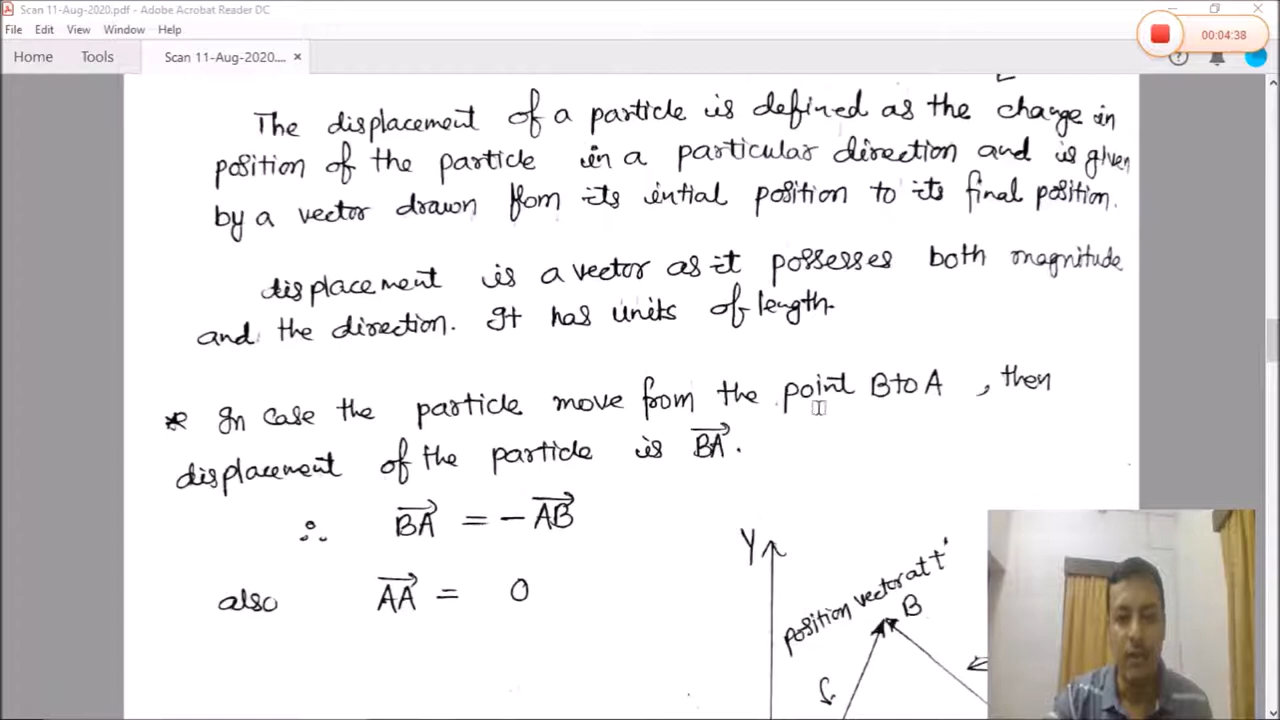 Scan 11-Aug-2020.pdf - Adobe Acrobat Reader DC
File Edit View Window Help
00:04:38
Home Tools Scan 11-Aug-2020.... ×
The displacement of a particle is defined as the change in
position of the particle in a particular direction and is given
by a vector drawn from its intial position to its final position.
displacement is a vector as it possesses both magnitude
and the direction. It has units of length.
* In case the particle move from the point B to A, then
displacement of the particle is B⃗A⃗.
∴ B⃗A⃗ = - A⃗B⃗
also A⃗A⃗ = 0
Y
position vector at t'
B